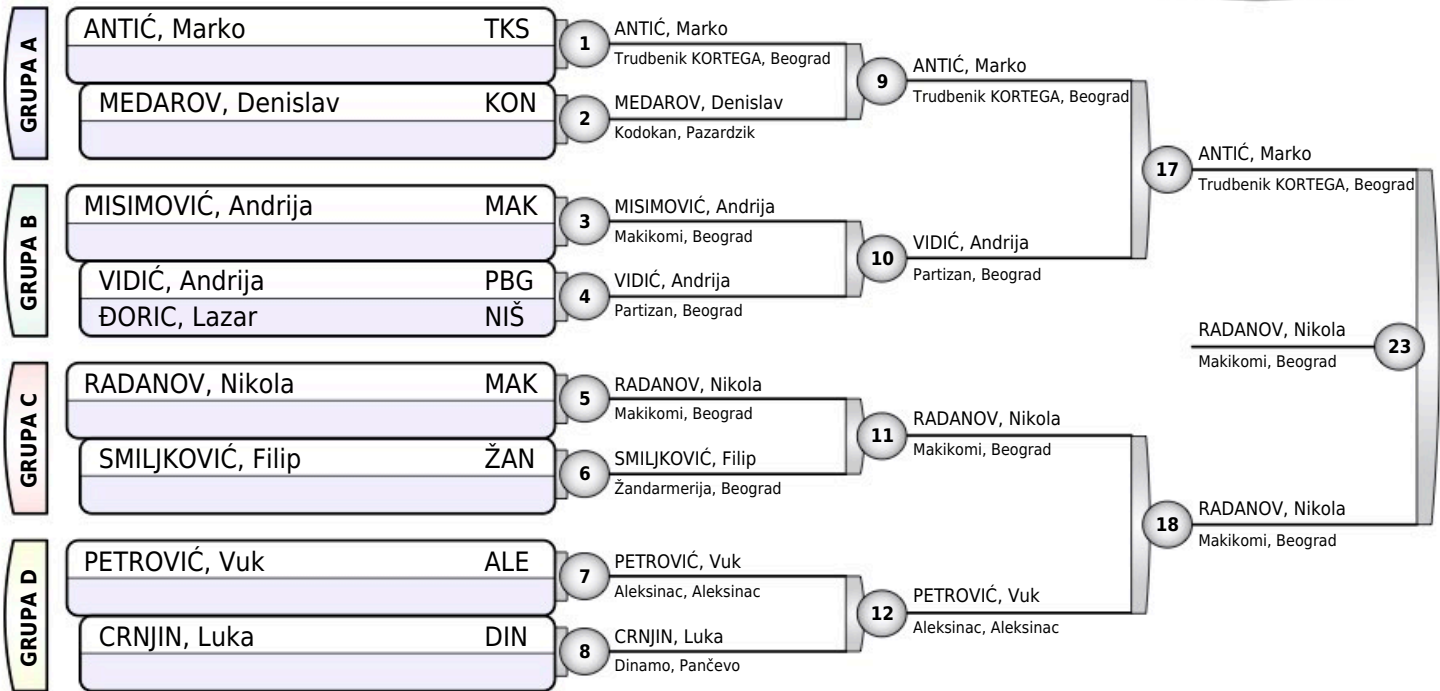 GRUPA A
ANTIĆ, Marko TKS
MEDAROV, Denislav KON
GRUPA B
MISIMOVIĆ, Andrija MAK
VIDIĆ, Andrija PBG
ĐORIC, Lazar NIŠ
GRUPA C
RADANOV, Nikola MAK
SMILJKOVIĆ, Filip ŽAN
GRUPA D
PETROVIĆ, Vuk ALE
CRNJIN, Luka DIN
1
ANTIĆ, Marko
Trudbenik KORTEGA, Beograd
2
MEDAROV, Denislav
Kodokan, Pazardzik
3
MISIMOVIĆ, Andrija
Makikomi, Beograd
4
VIDIĆ, Andrija
Partizan, Beograd
5
RADANOV, Nikola
Makikomi, Beograd
6
SMILJKOVIĆ, Filip
Žandarmerija, Beograd
7
PETROVIĆ, Vuk
Aleksinac, Aleksinac
8
CRNJIN, Luka
Dinamo, Pančevo
9
ANTIĆ, Marko
Trudbenik KORTEGA, Beograd
10
VIDIĆ, Andrija
Partizan, Beograd
11
RADANOV, Nikola
Makikomi, Beograd
12
PETROVIĆ, Vuk
Aleksinac, Aleksinac
17
ANTIĆ, Marko
Trudbenik KORTEGA, Beograd
18
RADANOV, Nikola
Makikomi, Beograd
RADANOV, Nikola
Makikomi, Beograd
23